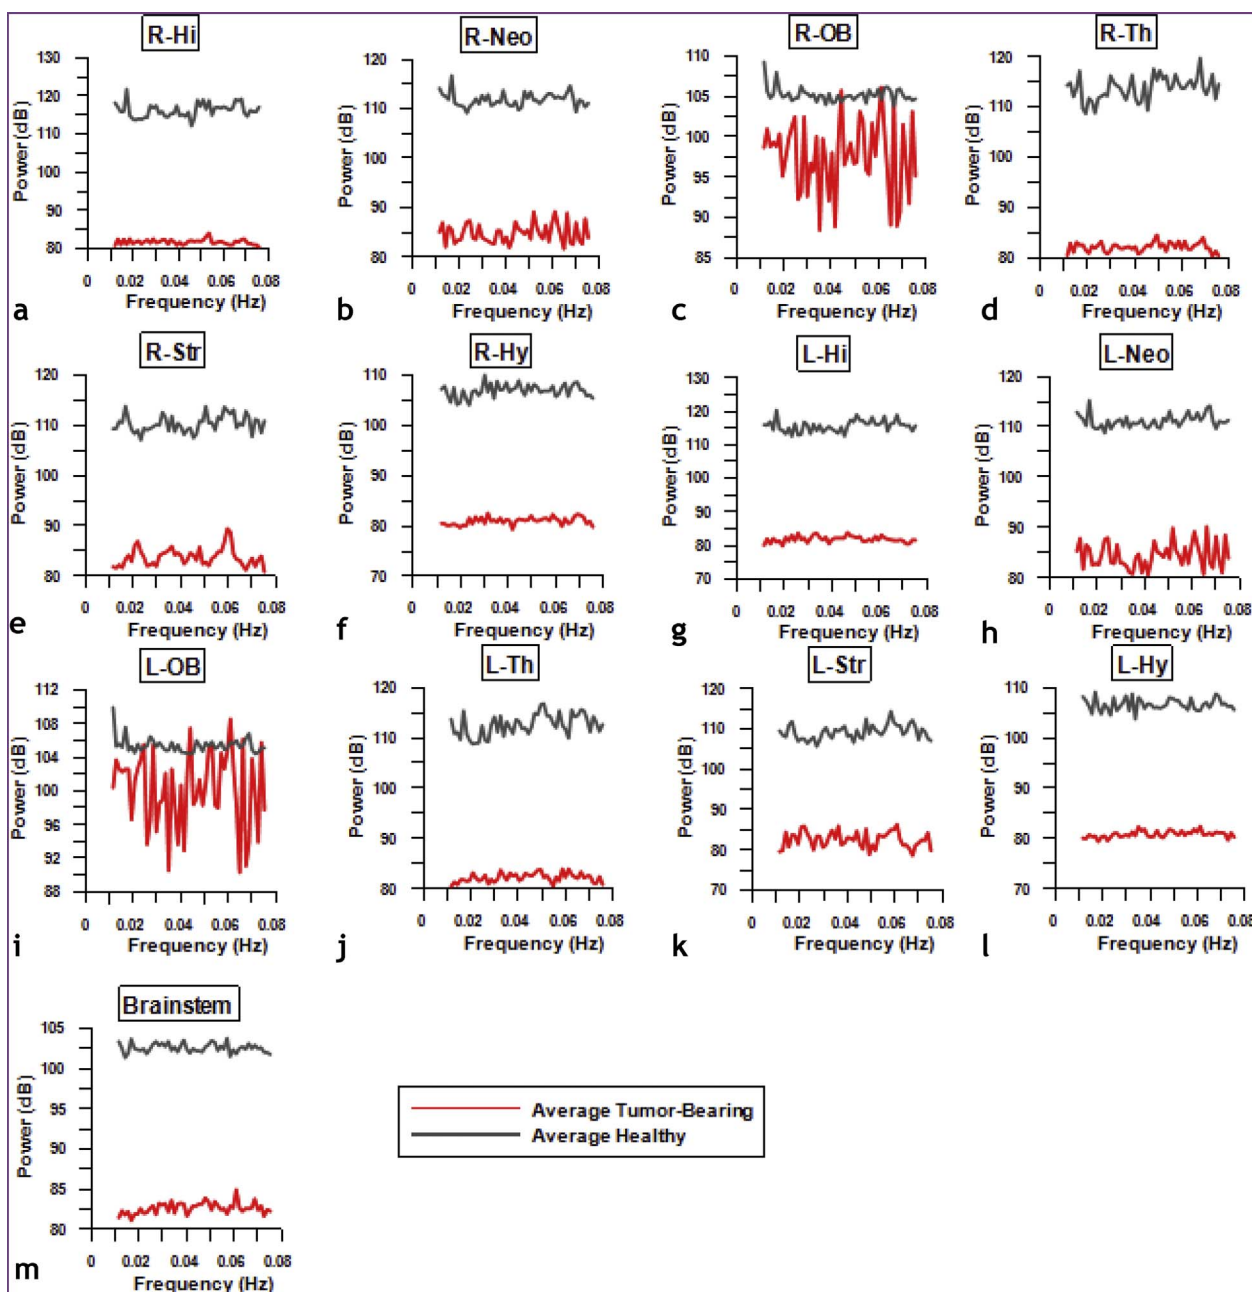 R-Hi
R-Neo
R-OB
R-Th
Power (dB)
130
120
110
100
90
80
0 0.02 0.04 0.06 0.08
Frequency (Hz)
a
Power (dB)
120
110
100
90
80
0 0.02 0.04 0.06 0.08
Frequency (Hz)
b
Power (dB)
110
105
100
95
90
85
0 0.02 0.04 0.06 0.08
Frequency (Hz)
c
Power (dB)
120
110
100
90
80
0 0.02 0.04 0.06 0.08
Frequency (Hz)
d
R-Str
R-Hy
L-Hi
L-Neo
Power (dB)
120
110
100
90
80
0 0.02 0.04 0.06 0.08
Frequency (Hz)
e
Power (dB)
110
100
90
80
70
0 0.02 0.04 0.06 0.08
Frequency (Hz)
f
Power (dB)
130
120
110
100
90
80
70
0 0.02 0.04 0.06 0.08
Frequency (Hz)
g
Power (dB)
120
110
100
90
80
0 0.02 0.04 0.06 0.08
Frequency (Hz)
h
L-OB
L-Th
L-Str
L-Hy
Power (dB)
112
108
104
100
96
92
88
0 0.02 0.04 0.06 0.08
Frequency (Hz)
i
Power (dB)
120
110
100
90
80
0 0.02 0.04 0.06 0.08
Frequency (Hz)
j
Power (dB)
120
110
100
90
80
70
0 0.02 0.04 0.06 0.08
Frequency (Hz)
k
Power (dB)
110
100
90
80
70
0 0.02 0.04 0.06 0.08
Frequency (Hz)
l
Brainstem
Power (dB)
105
100
95
90
85
80
0 0.02 0.04 0.06 0.08
Frequency (Hz)
m
Average Tumor-Bearing
Average Healthy